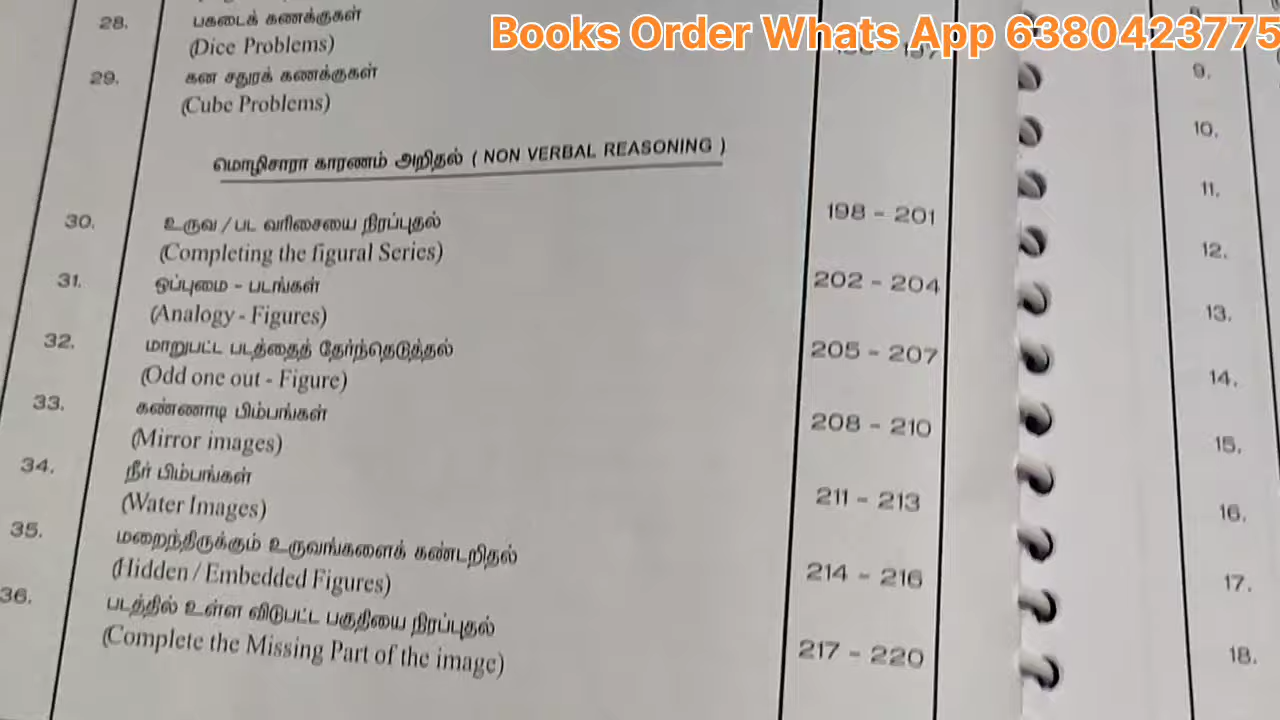 Books Order Whats App 6380423775
28. பகடைக் கணக்குகள்
(Dice Problems)
29. கன சதுரக் கணக்குகள்
(Cube Problems)
மொழிசாரா காரணம் அறிதல் ( NON VERBAL REASONING )
30. உருவ / பட வரிசையை நிரப்புதல் 198 - 201
(Completing the figural Series)
31. ஒப்புமை - படங்கள் 202 - 204
(Analogy - Figures)
32. மாறுபட்ட படத்தைத் தேர்ந்தெடுத்தல் 205 - 207
(Odd one out - Figure)
33. கண்ணாடி பிம்பங்கள் 208 - 210
(Mirror images)
34. நீர் பிம்பங்கள் 211 - 213
(Water Images)
35. மறைந்திருக்கும் உருவங்களைக் கண்டறிதல் 214 - 216
(Hidden / Embedded Figures)
36. படத்தில் உள்ள விடுபட்ட பகுதியை நிரப்புதல் 217 - 220
(Complete the Missing Part of the image)
9.
10.
11.
12.
13.
14.
15.
16.
17.
18.